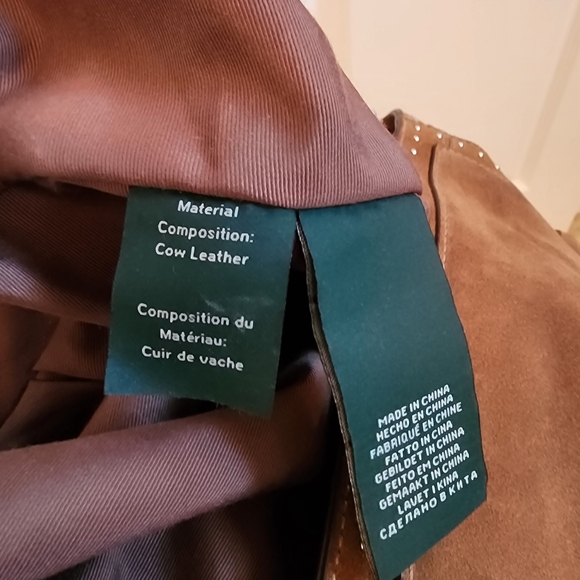 Material
Composition:
Cow Leather
Composition du
Matériau:
Cuir de vache
MADE IN CHINA
HECHO EN CHINA
FABRIQUÉ EN CHINE
FATTO IN CINA
GEBILDET IN CHINA
FEITO EM CHINA
GEMAAKT IN CHINA
LAVET I KINA
СДЕЛАНО В КИТА